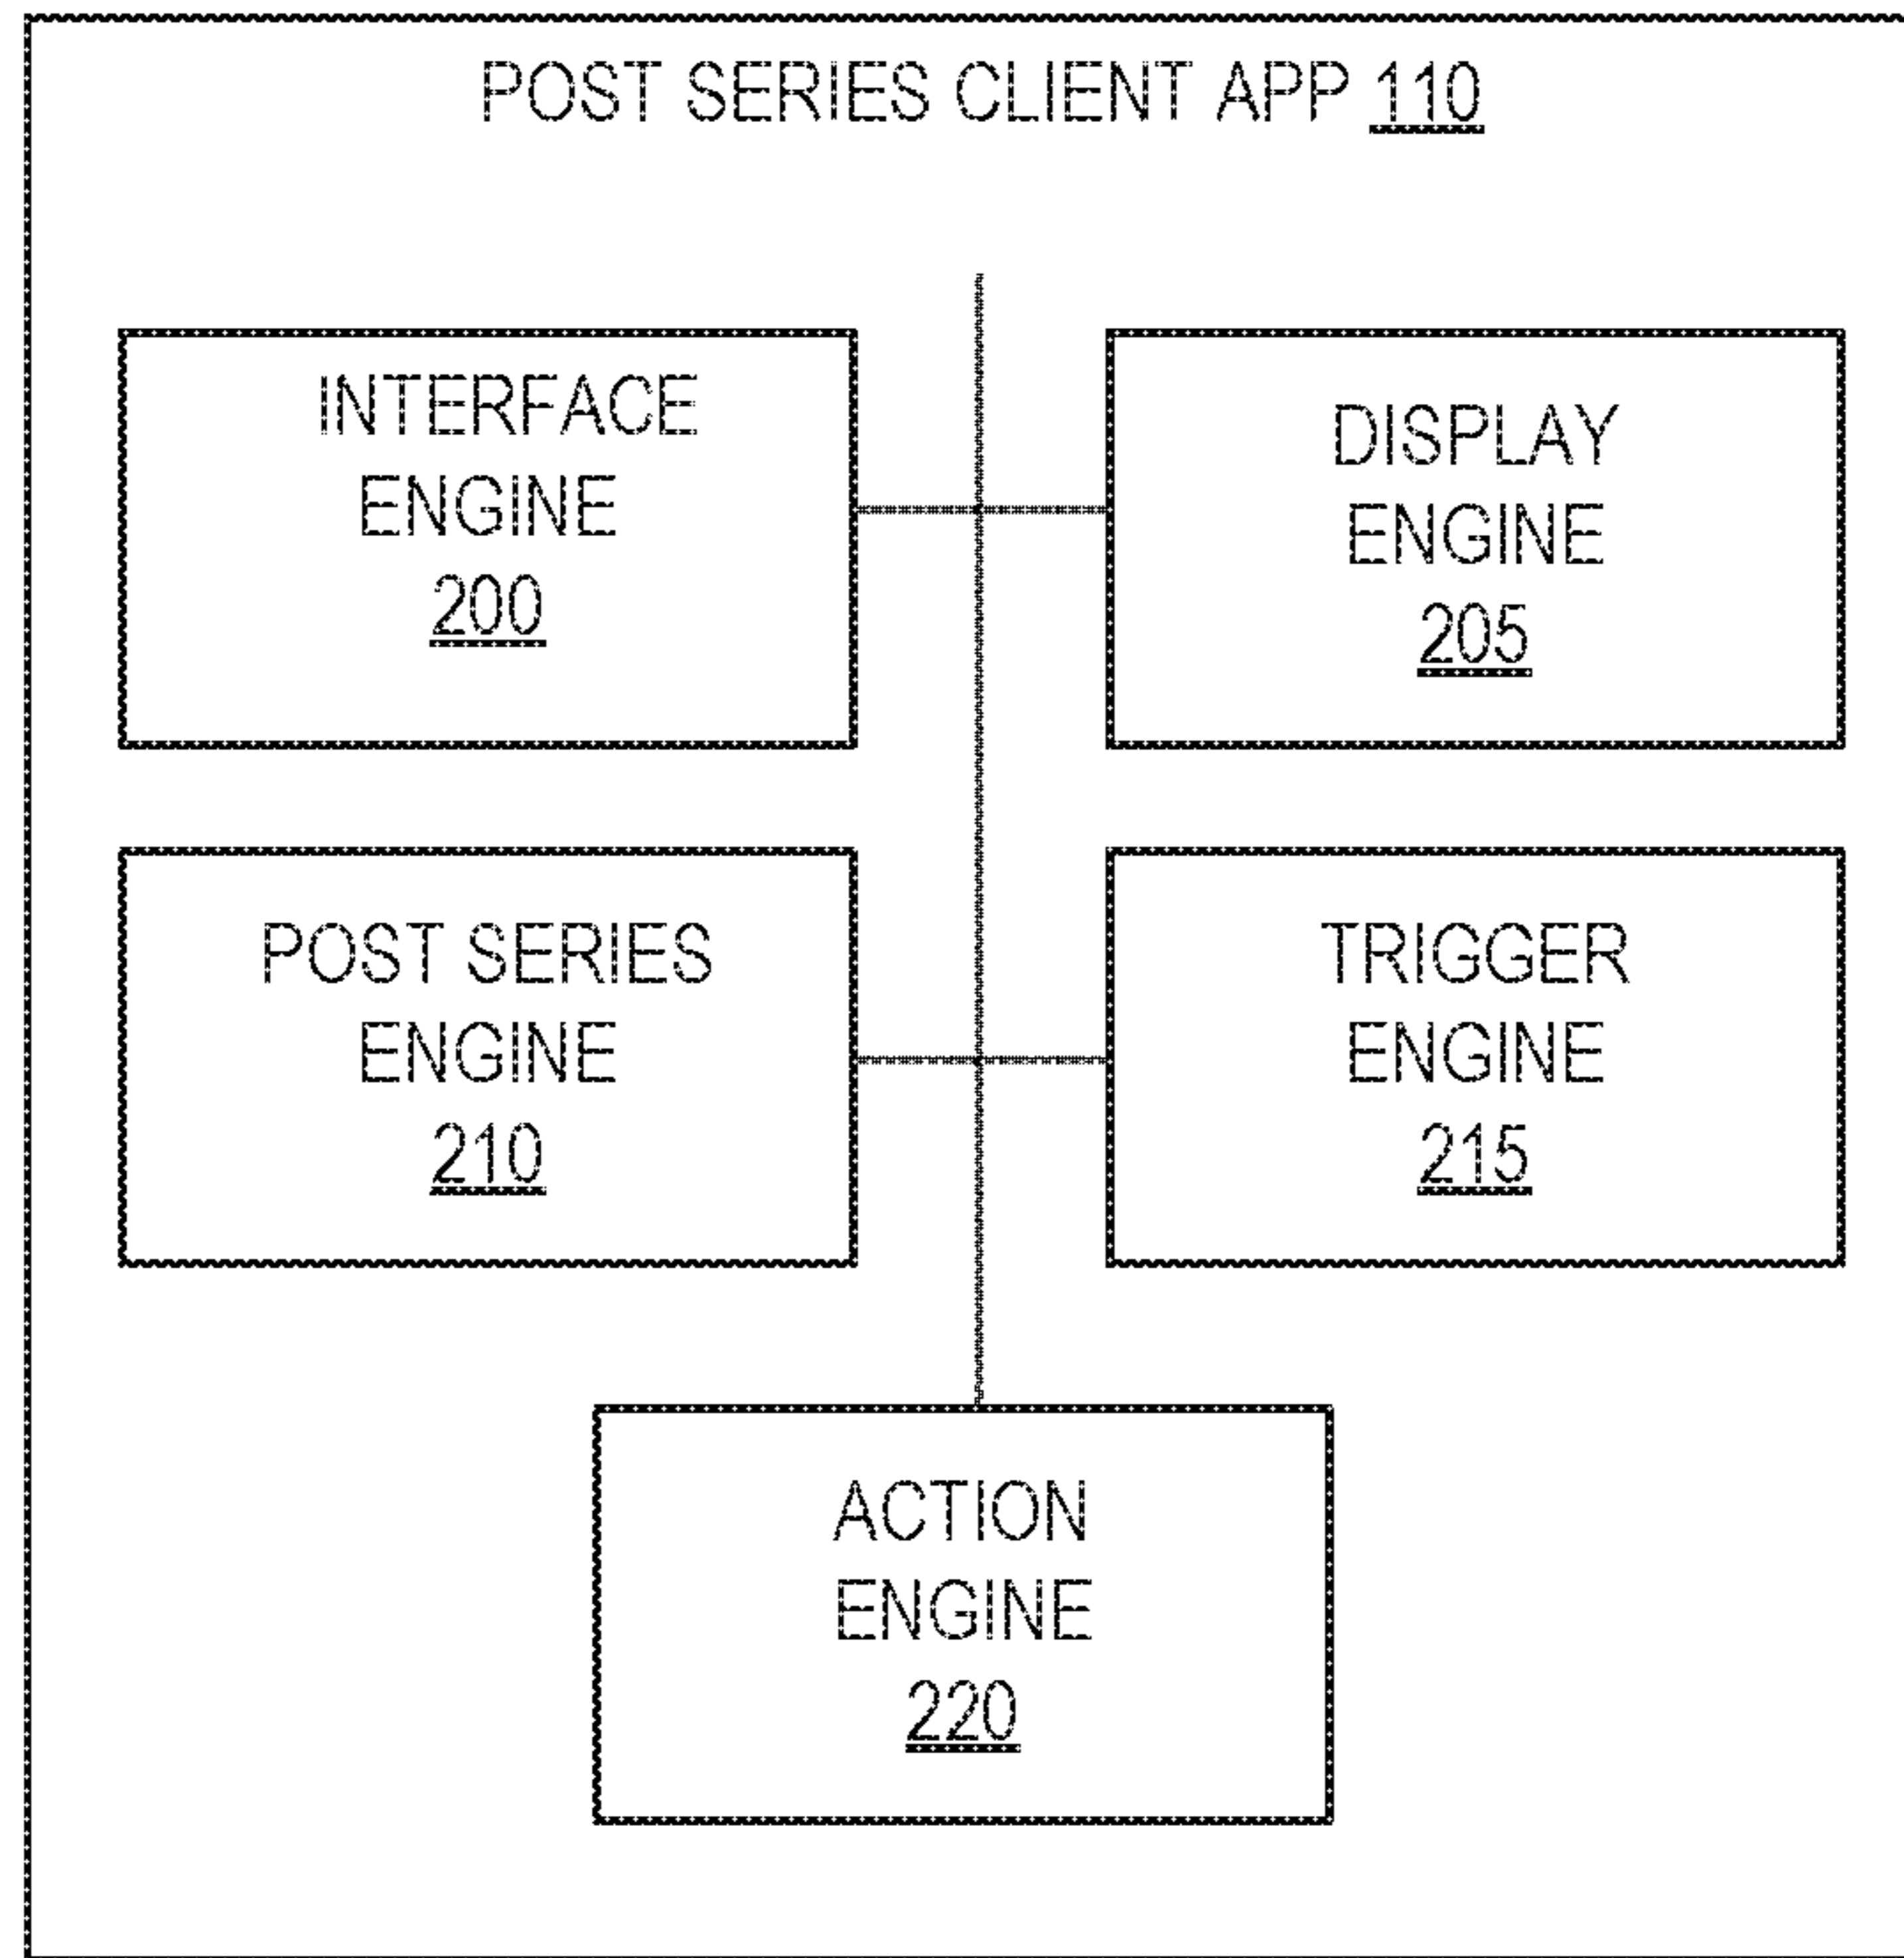 POST SERIES CLIENT APP 110
INTERFACE
ENGINE
200
DISPLAY
ENGINE
205
POST SERIES
ENGINE
210
TRIGGER
ENGINE
215
ACTION
ENGINE
220